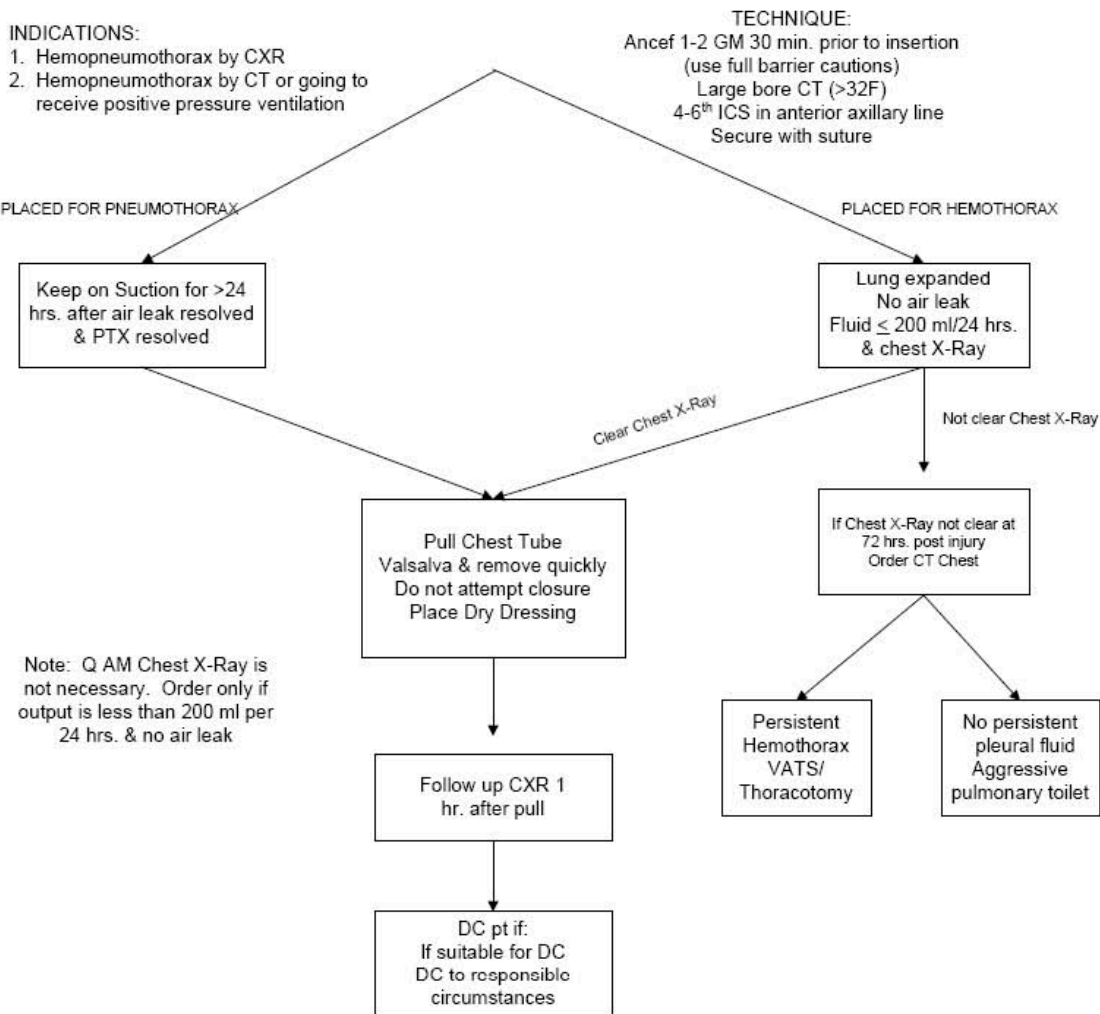 INDICATIONS:
1. Hemopneumothorax by CXR
2. Hemopneumothorax by CT or going to
receive positive pressure ventilation
TECHNIQUE:
Ancef 1-2 GM 30 min. prior to insertion
(use full barrier cautions)
Large bore CT (>32F)
4-6th ICS in anterior axillary line
Secure with suture
PLACED FOR PNEUMOTHORAX
PLACED FOR HEMOTHORAX
Keep on Suction for >24
hrs. after air leak resolved
& PTX resolved
Lung expanded
No air leak
Fluid ≤ 200 ml/24 hrs.
& chest X-Ray
Clear Chest X-Ray
Not clear Chest X-Ray
Pull Chest Tube
Valsalva & remove quickly
Do not attempt closure
Place Dry Dressing
If Chest X-Ray not clear at
72 hrs. post injury
Order CT Chest
Note: Q AM Chest X-Ray is
not necessary. Order only if
output is less than 200 ml per
24 hrs. & no air leak
Persistent
Hemothorax
VATS/
Thoracotomy
No persistent
pleural fluid
Aggressive
pulmonary toilet
Follow up CXR 1
hr. after pull
DC pt if:
If suitable for DC
DC to responsible
circumstances